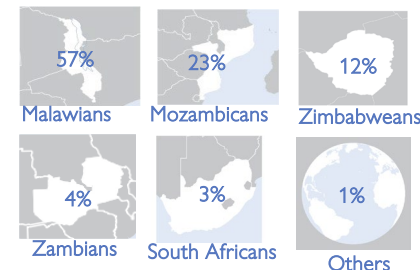 57%
23%
12%
Malawians
Mozambicans
Zimbabweans
4%
3%
1%
Zambians
South Africans
Others